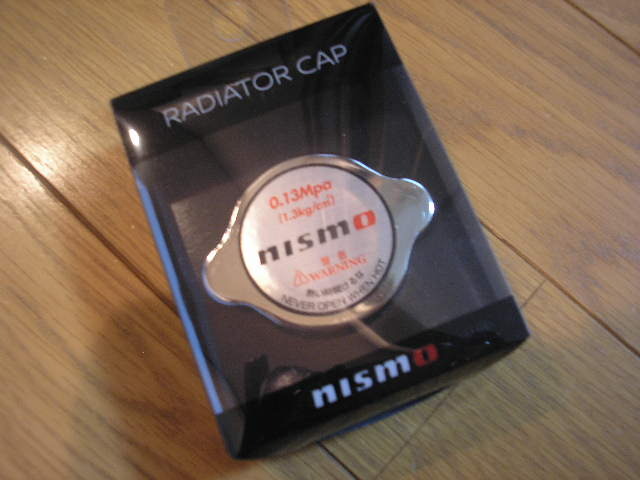 RADIATOR CAP
0.13Mpa
(1.3kg/cm²)
nismo
警告
⚠WARNING
NEVER OPEN WHEN HOT
nismo